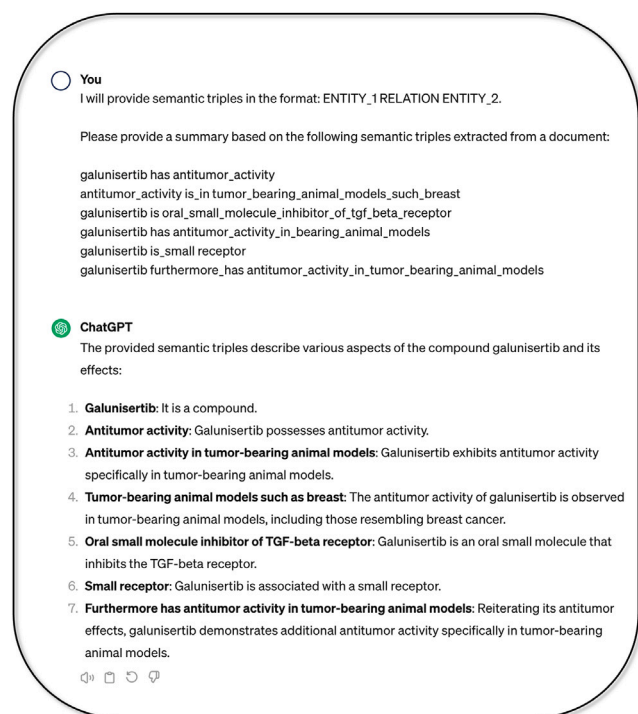 You
I will provide semantic triples in the format: ENTITY_1 RELATION ENTITY_2.
Please provide a summary based on the following semantic triples extracted from a document:
galunisertib has antitumor_activity
antitumor_activity is_in tumor_bearing_animal_models_such_breast
galunisertib is oral_small_molecule_inhibitor_of_tgf_beta_receptor
galunisertib has antitumor_activity_in_bearing_animal_models
galunisertib is_small receptor
galunisertib furthermore_has antitumor_activity_in_tumor_bearing_animal_models
ChatGPT
The provided semantic triples describe various aspects of the compound galunisertib and its
effects:
1. Galunisertib: It is a compound.
2. Antitumor activity: Galunisertib possesses antitumor activity.
3. Antitumor activity in tumor-bearing animal models: Galunisertib exhibits antitumor activity
specifically in tumor-bearing animal models.
4. Tumor-bearing animal models such as breast: The antitumor activity of galunisertib is observed
in tumor-bearing animal models, including those resembling breast cancer.
5. Oral small molecule inhibitor of TGF-beta receptor: Galunisertib is an oral small molecule that
inhibits the TGF-beta receptor.
6. Small receptor: Galunisertib is associated with a small receptor.
7. Furthermore has antitumor activity in tumor-bearing animal models: Reiterating its antitumor
effects, galunisertib demonstrates additional antitumor activity specifically in tumor-bearing
animal models.